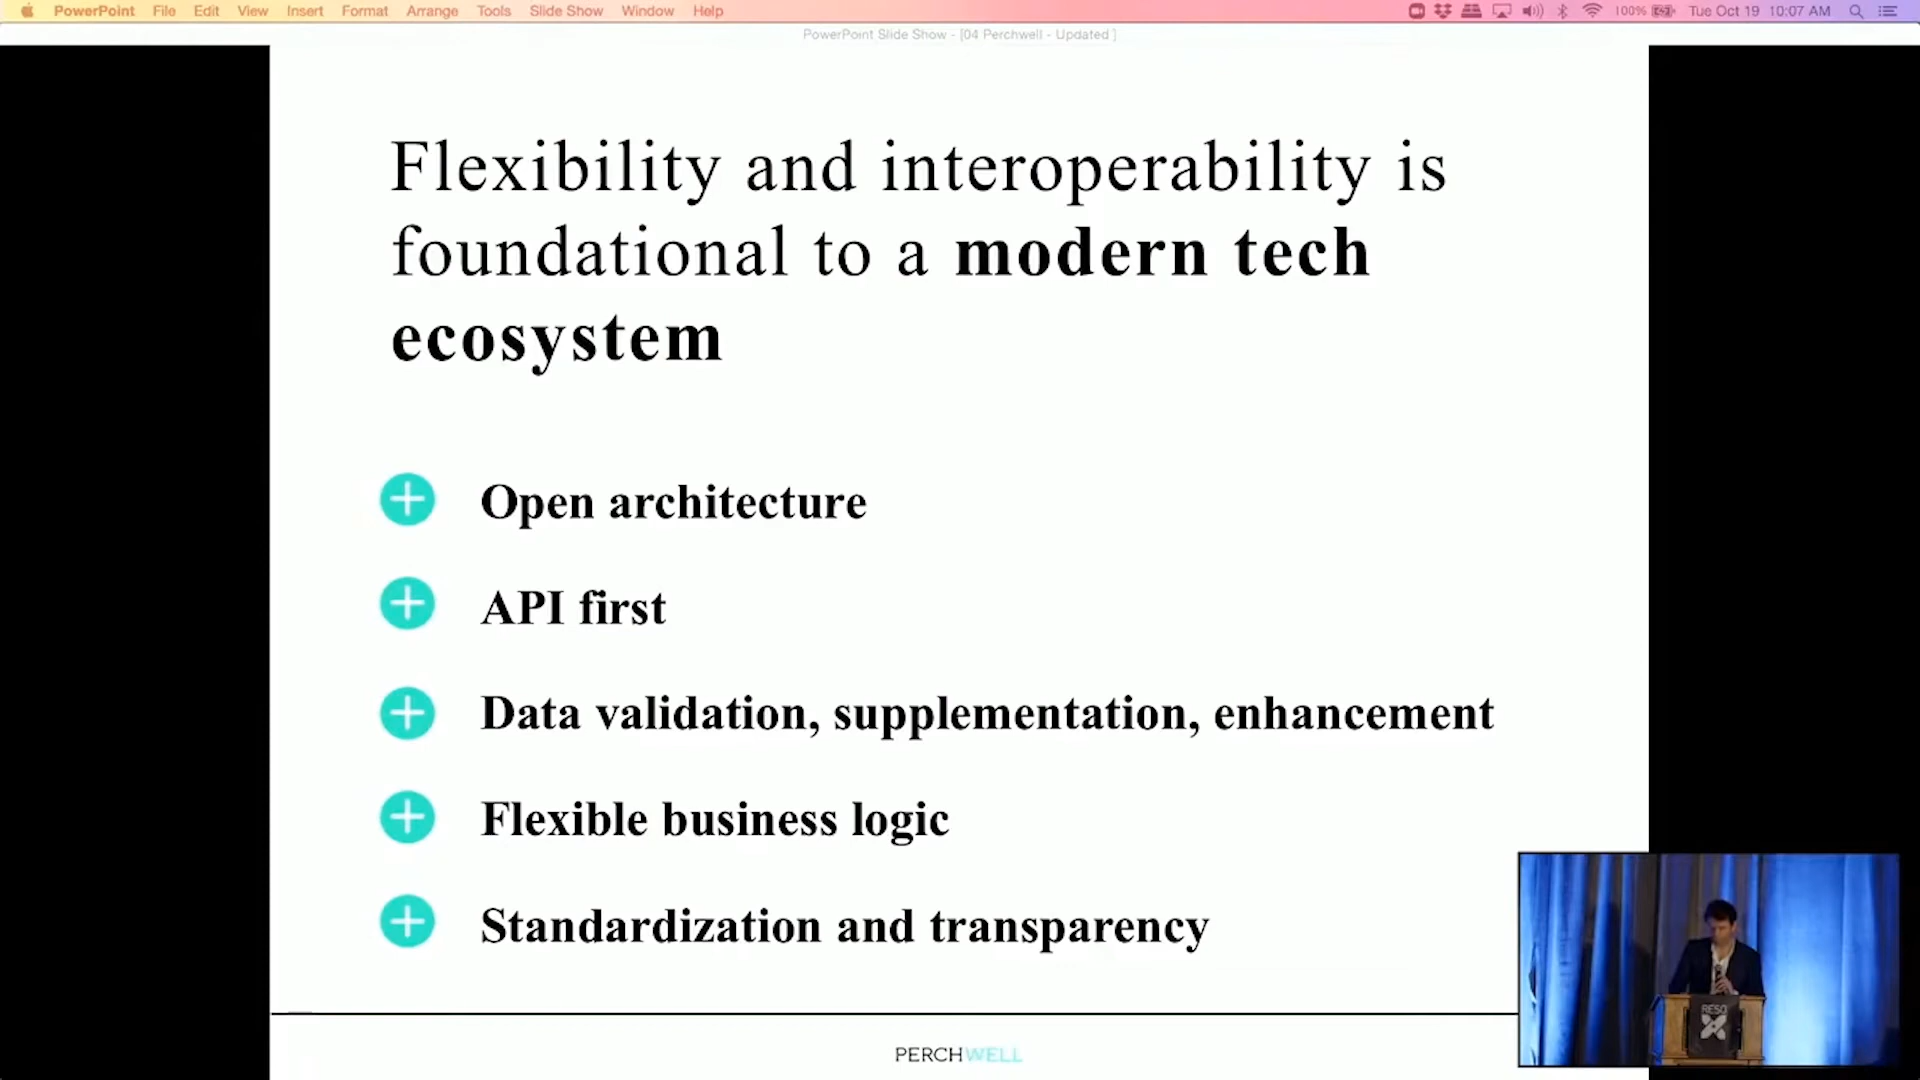 PowerPoint File Edit View Insert Format Arrange Tools Slide Show Window Help 100% Tue Oct 19 10:07 AM
PowerPoint Slide Show - [04 Perchwell - Updated ]
Flexibility and interoperability is
foundational to a modern tech
ecosystem
Open architecture
API first
Data validation, supplementation, enhancement
Flexible business logic
Standardization and transparency
PERCHWELL
RESO